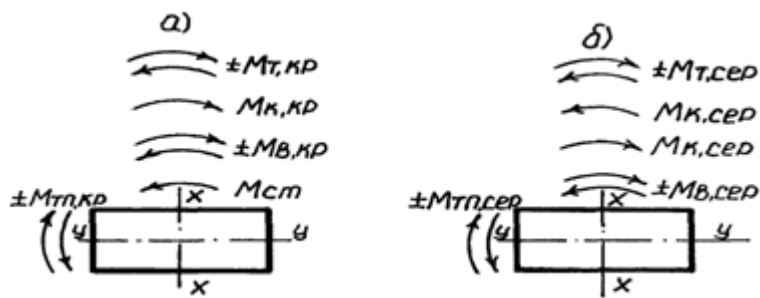 а)
±Мт,кр
Мк,кр
±Мв,кр
Мст
±Мтп,кр
х
у
у
х
б)
±Мт,сер
Мк,сер
Мк,сер
±Мв,сер
±Мтп,сер
х
у
у
х